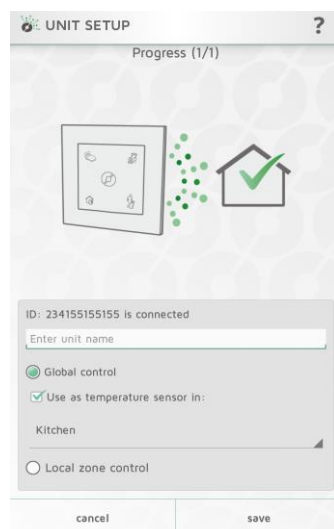 UNIT SETUP ?
Progress (1/1)
ID: 234155155155 is connected
Enter unit name
Global control
Use as temperature sensor in:
Kitchen
Local zone control
cancel save